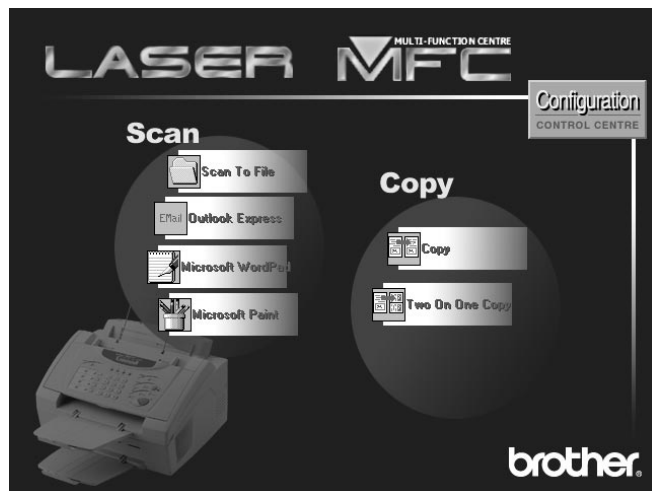 LASER MFC
MULTI-FUNCTION CENTRE
Configuration
CONTROL CENTRE
Scan
Scan To File
EMail Outlook Express
Microsoft WordPad
Microsoft Paint
Copy
Copy
Two On One Copy
brother.